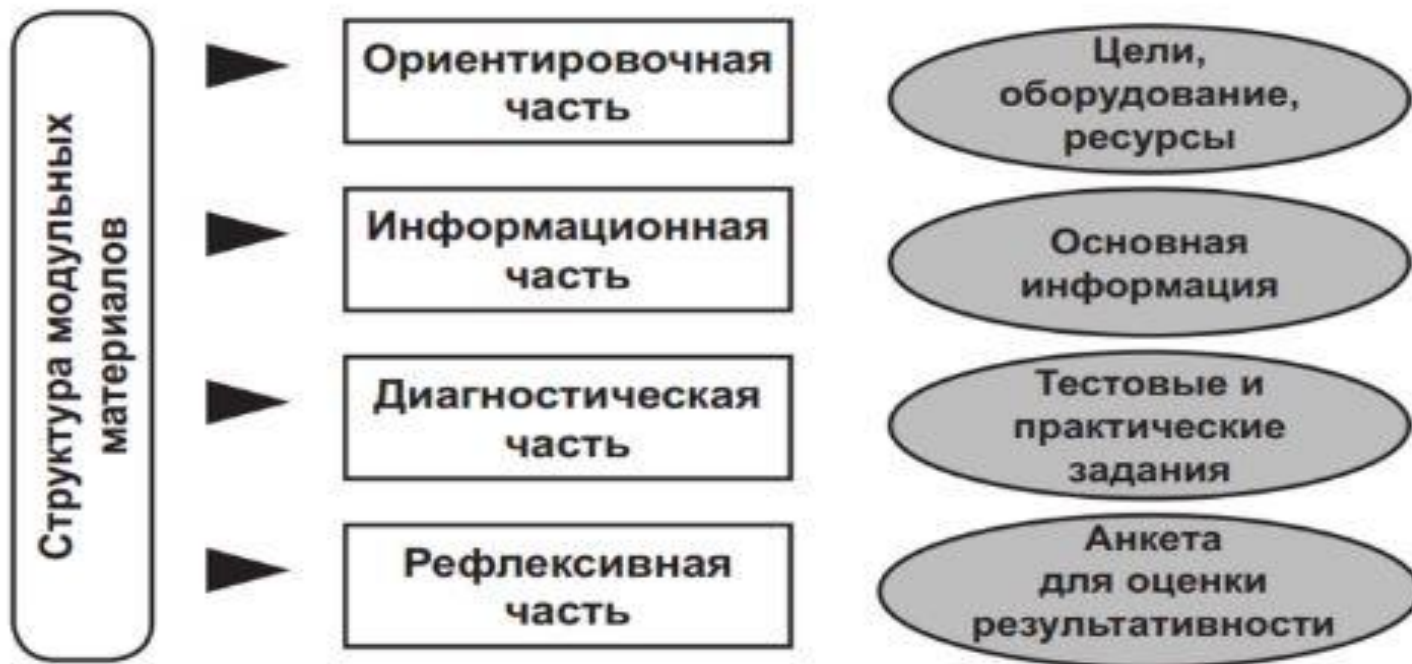 Структура модульных
материалов
Ориентировочная
часть
Цели,
оборудование,
ресурсы
Информационная
часть
Основная
информация
Диагностическая
часть
Тестовые и
практические
задания
Рефлексивная
часть
Анкета
для оценки
результативности